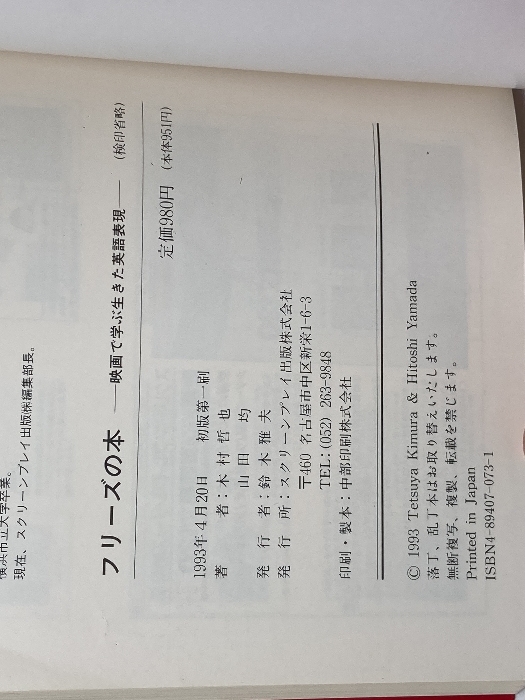 横浜市立大学卒業。
現在、スクリーンプレイ出版㈱編集部長。
フリーズの本 ──映画で学ぶ生きた英語表現── (検印省略)
定価980円 (本体951円)
1993年4月20日 初版第一刷
著 者：木村哲也
山田 均
発 行 者：鈴木雅夫
発 行 所：スクリーンプレイ出版株式会社
〒460 名古屋市中区新栄1-6-3
TEL：(052) 263-9848
印刷・製本：中部印刷株式会社
© 1993 Tetsuya Kimura & Hitoshi Yamada
落丁、乱丁本はお取り替えいたします。
無断複写、複製、転載を禁じます。
Printed in Japan
ISBN4-89407-073-1